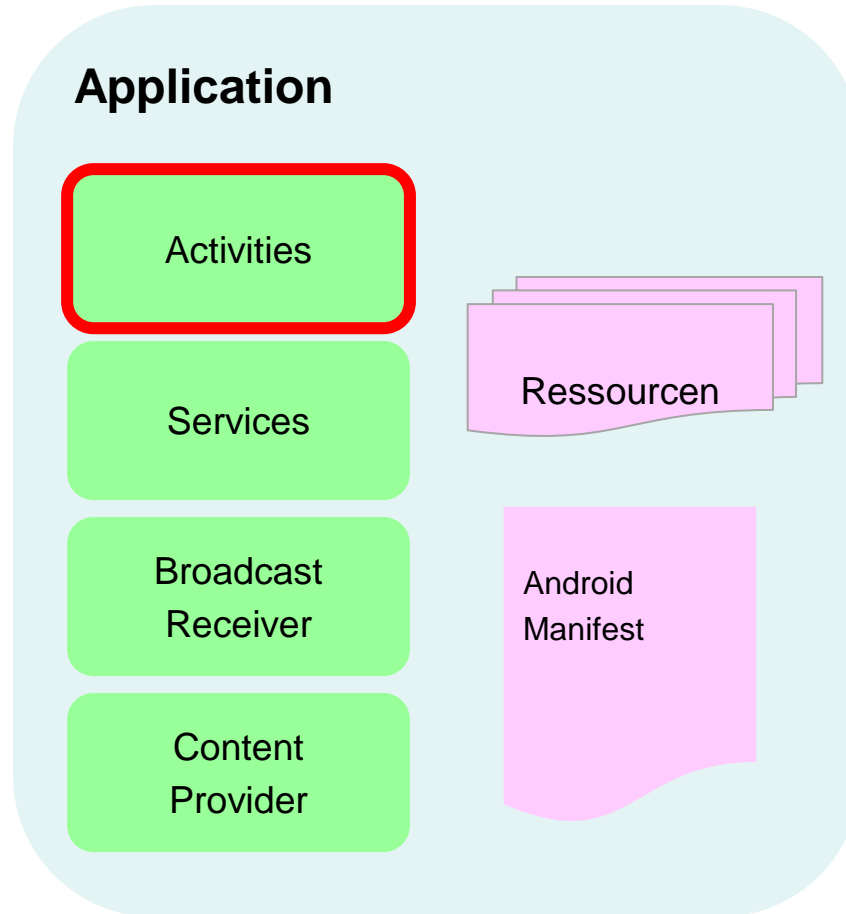 Application
Activities
Services
Broadcast
Receiver
Content
Provider
Ressourcen
Android
Manifest